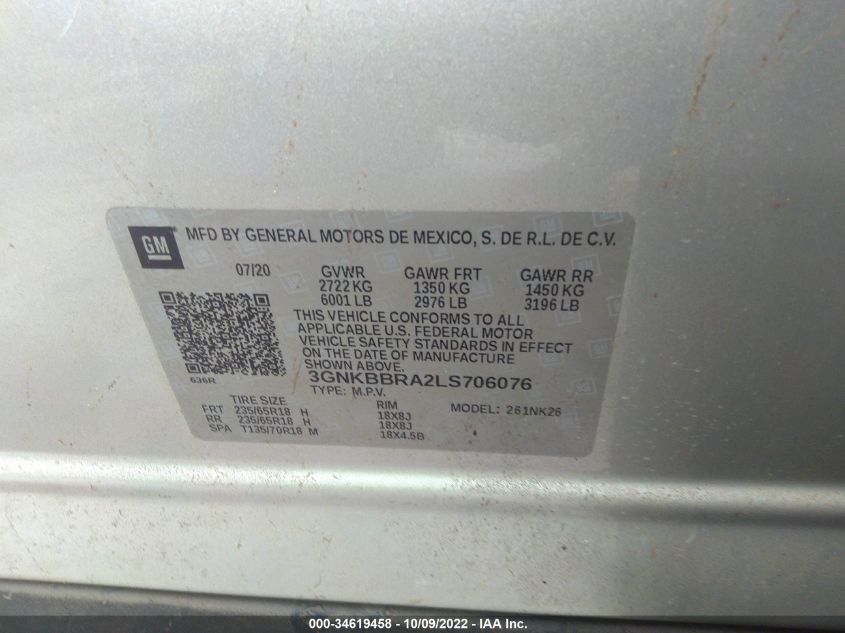 GM
MFD BY GENERAL MOTORS DE MEXICO, S. DE R.L. DE C.V.
07/20 GVWR GAWR FRT GAWR RR
2722 KG 1350 KG 1450 KG
6001 LB 2976 LB 3196 LB
THIS VEHICLE CONFORMS TO ALL
APPLICABLE U.S. FEDERAL MOTOR
VEHICLE SAFETY STANDARDS IN EFFECT
ON THE DATE OF MANUFACTURE
SHOWN ABOVE.
636R 3GNKBBRA2LS706076
TYPE: M.P.V.
TIRE SIZE RIM MODEL: 261NK26
FRT 235/65R18 H 18X8J
RR 235/65R18 H 18X8J
SPA T135/70R18 M 18X4.5B
000-34619458 - 10/09/2022 - IAA Inc.